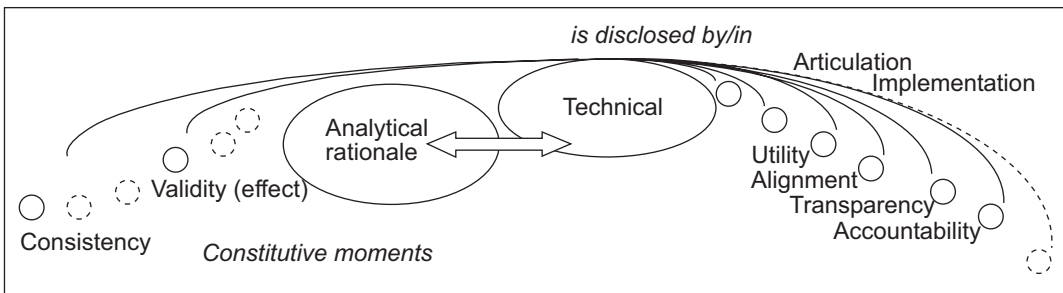 is disclosed by/in
Articulation
Implementation
Technical
Analytical
rationale
Utility
Validity (effect)
Alignment
Transparency
Accountability
Consistency
Constitutive moments